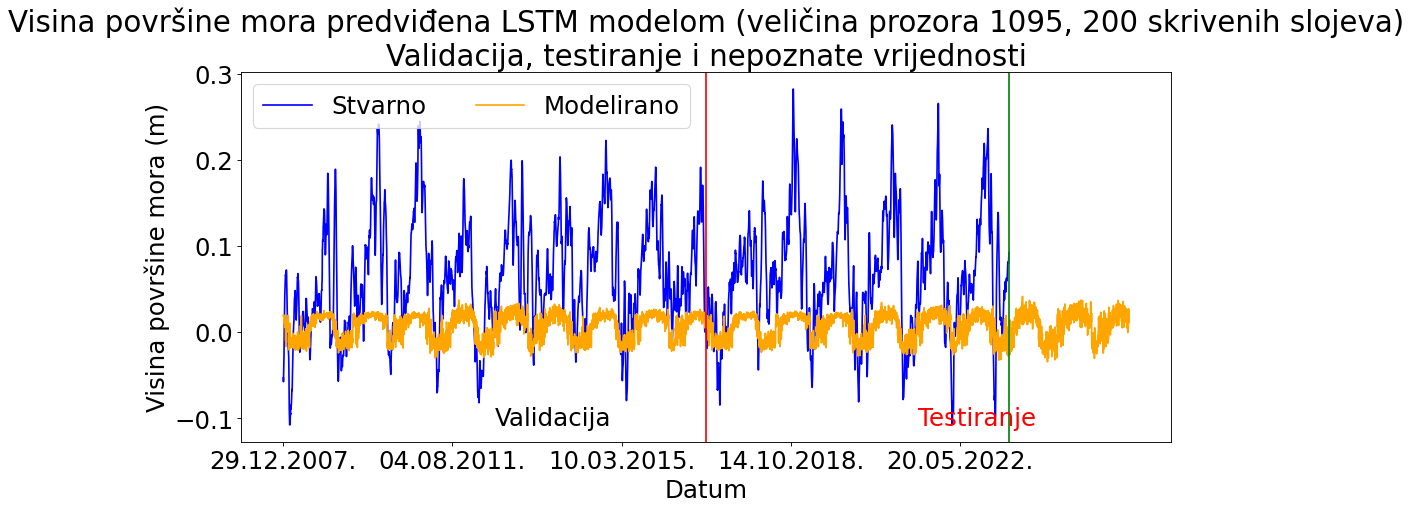 Visina površine mora predviđena LSTM modelom (veličina prozora 1095, 200 skrivenih slojeva)
Validacija, testiranje i nepoznate vrijednosti
Stvarno
Modelirano
Visina površine mora (m)
0.3
0.2
0.1
0.0
−0.1
Validacija
Testiranje
29.12.2007.
04.08.2011.
10.03.2015.
14.10.2018.
20.05.2022.
Datum